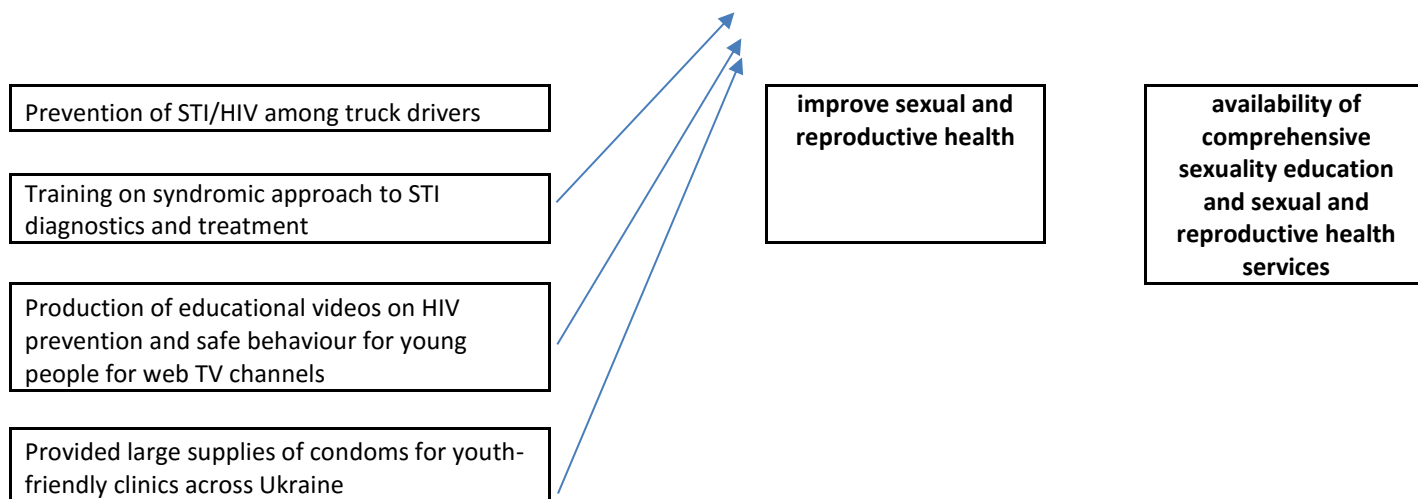 Prevention of STI/HIV among truck drivers
Training on syndromic approach to STI
diagnostics and treatment
Production of educational videos on HIV
prevention and safe behaviour for young
people for web TV channels
Provided large supplies of condoms for youth-
friendly clinics across Ukraine
improve sexual and
reproductive health
availability of
comprehensive
sexuality education
and sexual and
reproductive health
services